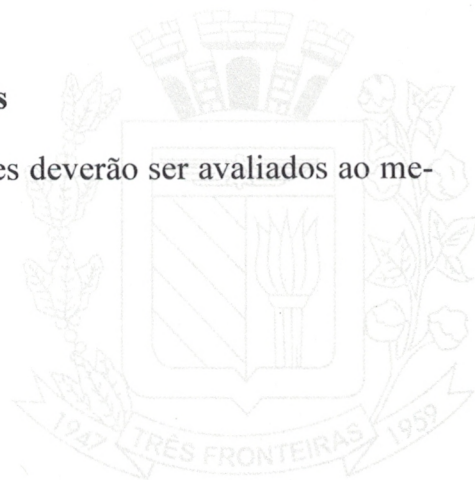 s
es deverão ser avaliados ao me-
1947 TRÊS FRONTEIRAS 1959